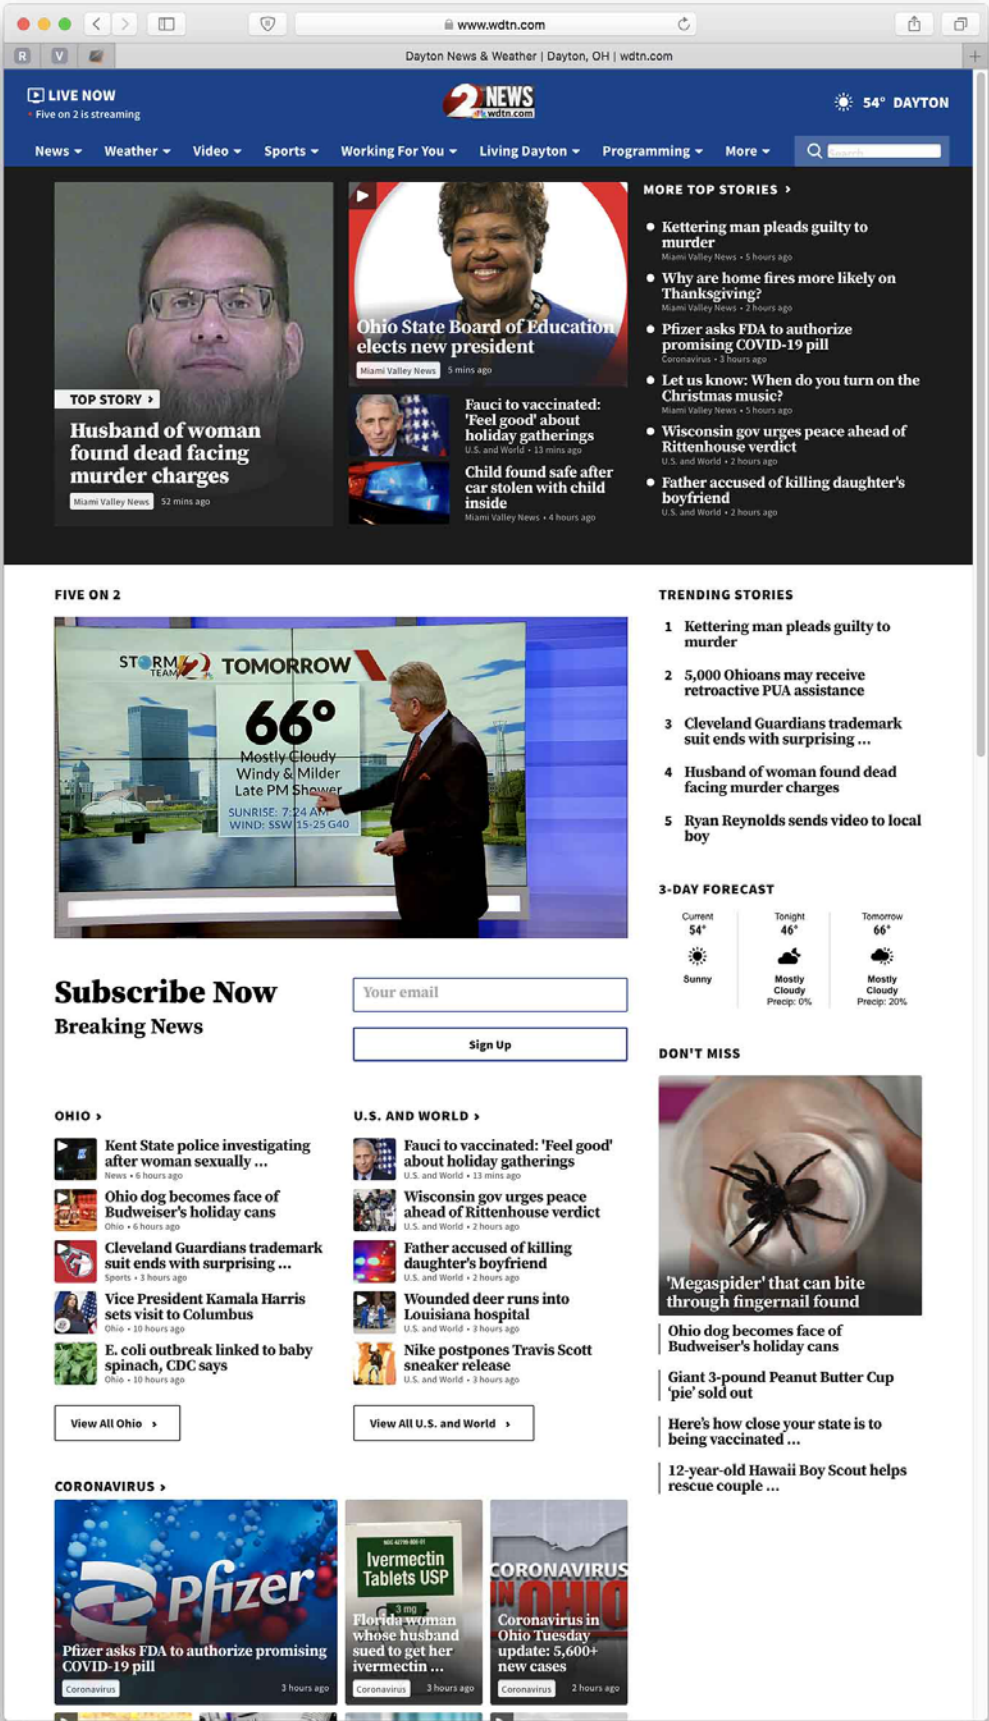 www.wdtn.com
R
V
Dayton News & Weather | Dayton, OH | wdtn.com
LIVE NOW
Five on 2 is streaming
2 NEWS
wdtn.com
54° DAYTON
News
Weather
Video
Sports
Working For You
Living Dayton
Programming
More
Search
TOP STORY
Husband of woman
found dead facing
murder charges
Miami Valley News 52 mins ago
Ohio State Board of Education
elects new president
Miami Valley News 5 mins ago
Fauci to vaccinated:
'Feel good' about
holiday gatherings
U.S. and World • 13 mins ago
Child found safe after
car stolen with child
inside
Miami Valley News • 4 hours ago
MORE TOP STORIES
Kettering man pleads guilty to
murder
Miami Valley News • 5 hours ago
Why are home fires more likely on
Thanksgiving?
Miami Valley News • 2 hours ago
Pfizer asks FDA to authorize
promising COVID-19 pill
Coronavirus • 3 hours ago
Let us know: When do you turn on the
Christmas music?
Miami Valley News • 5 hours ago
Wisconsin gov urges peace ahead of
Rittenhouse verdict
U.S. and World • 2 hours ago
Father accused of killing daughter's
boyfriend
U.S. and World • 2 hours ago
FIVE ON 2
STORM
TEAM 2
TOMORROW
66°
Mostly Cloudy
Windy & Milder
Late PM Shower
SUNRISE: 7:24 AM
WIND: SSW 15-25 G40
TRENDING STORIES
1 Kettering man pleads guilty to
murder
2 5,000 Ohioans may receive
retroactive PUA assistance
3 Cleveland Guardians trademark
suit ends with surprising ...
4 Husband of woman found dead
facing murder charges
5 Ryan Reynolds sends video to local
boy
3-DAY FORECAST
Current
54°
Sunny
Tonight
46°
Mostly
Cloudy
Precip: 0%
Tomorrow
66°
Mostly
Cloudy
Precip: 20%
Subscribe Now
Breaking News
Your email
Sign Up
DON'T MISS
'Megaspider' that can bite
through fingernail found
Ohio dog becomes face of
Budweiser's holiday cans
Giant 3-pound Peanut Butter Cup
'pie' sold out
Here's how close your state is to
being vaccinated ...
12-year-old Hawaii Boy Scout helps
rescue couple ...
OHIO
Kent State police investigating
after woman sexually ...
News • 6 hours ago
Ohio dog becomes face of
Budweiser's holiday cans
Ohio • 6 hours ago
Cleveland Guardians trademark
suit ends with surprising ...
Sports • 3 hours ago
Vice President Kamala Harris
sets visit to Columbus
Ohio • 10 hours ago
E. coli outbreak linked to baby
spinach, CDC says
Ohio • 10 hours ago
View All Ohio
U.S. AND WORLD
Fauci to vaccinated: 'Feel good'
about holiday gatherings
U.S. and World • 13 mins ago
Wisconsin gov urges peace
ahead of Rittenhouse verdict
U.S. and World • 2 hours ago
Father accused of killing
daughter's boyfriend
U.S. and World • 2 hours ago
Wounded deer runs into
Louisiana hospital
U.S. and World • 3 hours ago
Nike postpones Travis Scott
sneaker release
U.S. and World • 3 hours ago
View All U.S. and World
CORONAVIRUS
Pfizer
Pfizer asks FDA to authorize promising
COVID-19 pill
Coronavirus 3 hours ago
Ivermectin
Tablets USP
3 mg
Florida woman
whose husband
sued to get her
ivermectin ...
Coronavirus 3 hours ago
CORONAVIRUS
IN OHIO
Coronavirus in
Ohio Tuesday
update: 5,600+
new cases
Coronavirus 2 hours ago